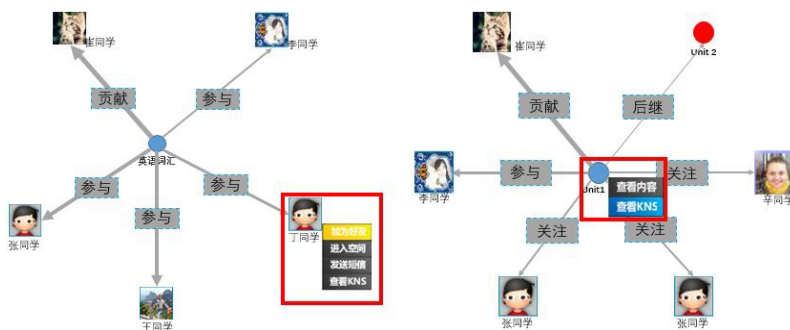 崔同学
李同学
贡献
参与
英语词汇
参与
参与
参与
张同学
王同学
丁同学
加为好友
进入空间
发送短信
查看KNS
崔同学
Unit 2
贡献
后继
参与
关注
李同学
Unit1
查看内容
查看KNS
辛同学
关注
关注
张同学
张同学